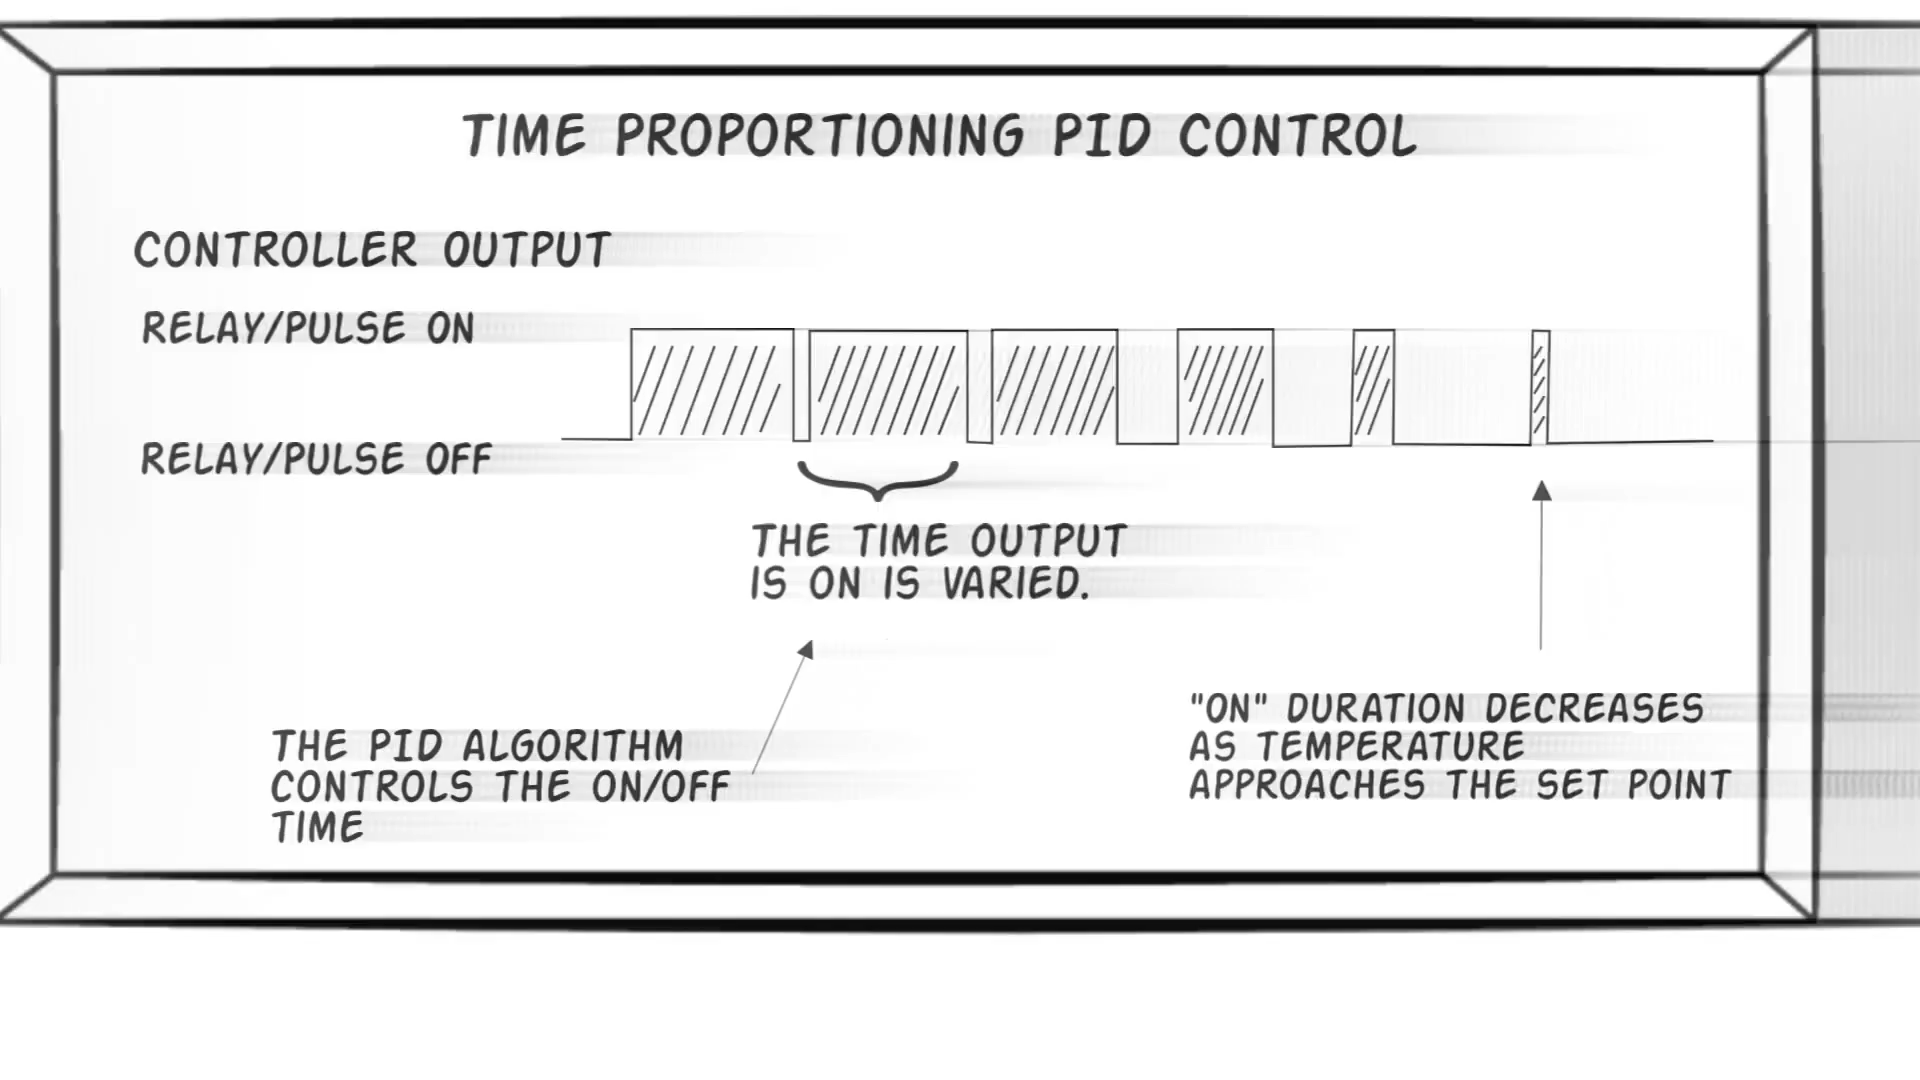 TIME PROPORTIONING PID CONTROL
CONTROLLER OUTPUT
RELAY/PULSE ON
RELAY/PULSE OFF
THE TIME OUTPUT
IS ON IS VARIED.
THE PID ALGORITHM
CONTROLS THE ON/OFF
TIME
"ON" DURATION DECREASES
AS TEMPERATURE
APPROACHES THE SET POINT